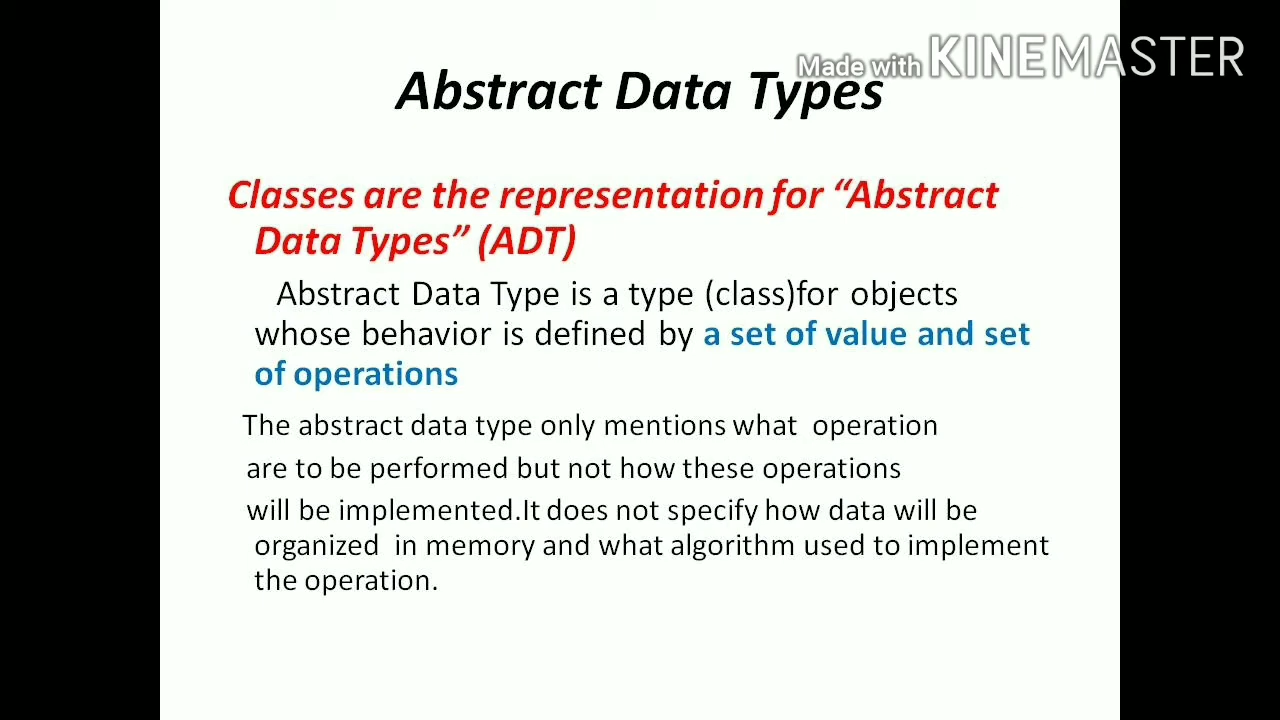 Made with KINEMASTER
Abstract Data Types
Classes are the representation for “Abstract
Data Types” (ADT)
Abstract Data Type is a type (class)for objects
whose behavior is defined by a set of value and set
of operations
The abstract data type only mentions what operation
are to be performed but not how these operations
will be implemented.It does not specify how data will be
organized in memory and what algorithm used to implement
the operation.